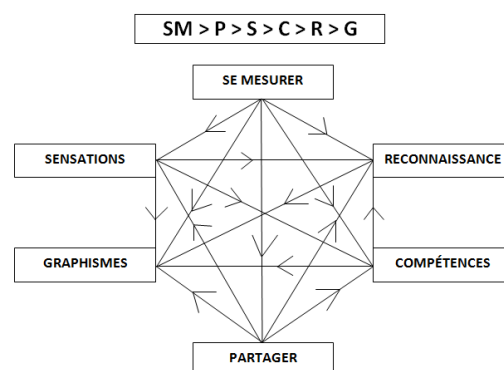 SM > P > S > C > R > G
SE MESURER
SENSATIONS
RECONNAISSANCE
GRAPHISMES
COMPÉTENCES
PARTAGER